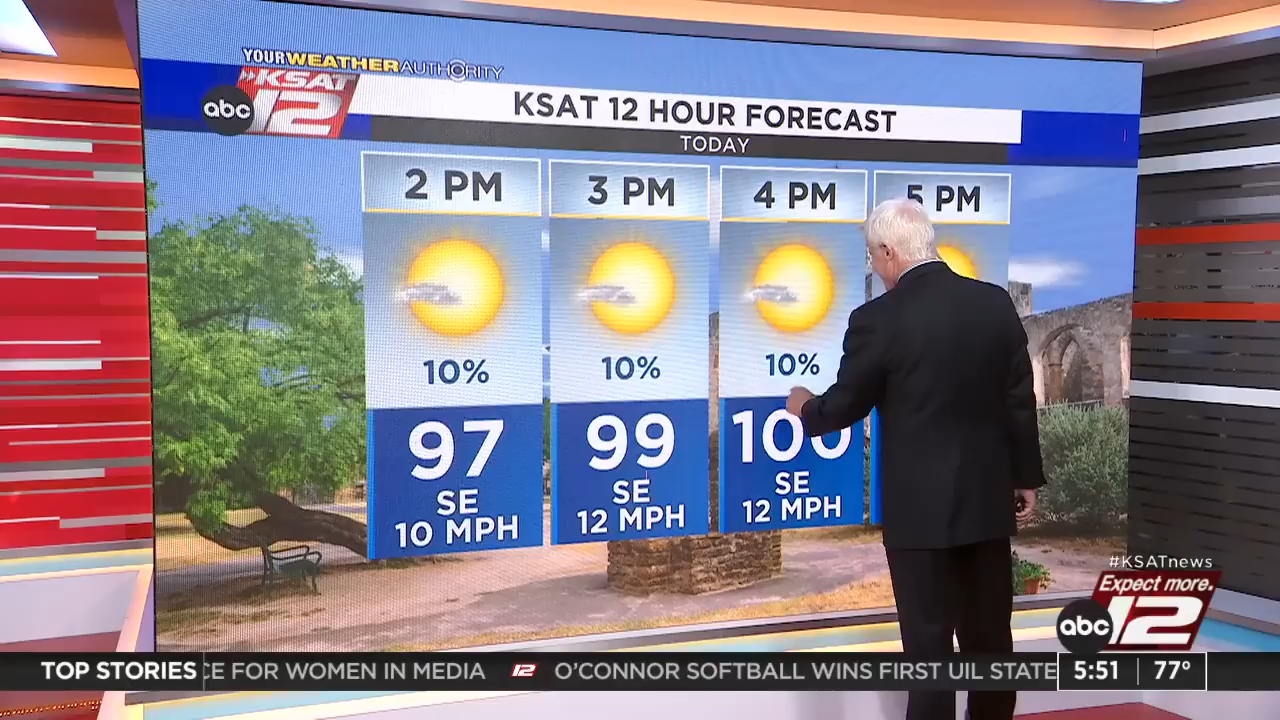 YOUR WEATHER AUTHORITY
KSAT
abc 12
KSAT 12 HOUR FORECAST
TODAY
2 PM
10%
97
SE
10 MPH
3 PM
10%
99
SE
12 MPH
4 PM
10%
100
SE
12 MPH
5 PM
#KSATnews
Expect more.
abc 12
TOP STORIES CE FOR WOMEN IN MEDIA 12 O'CONNOR SOFTBALL WINS FIRST UIL STATE 5:51 77°